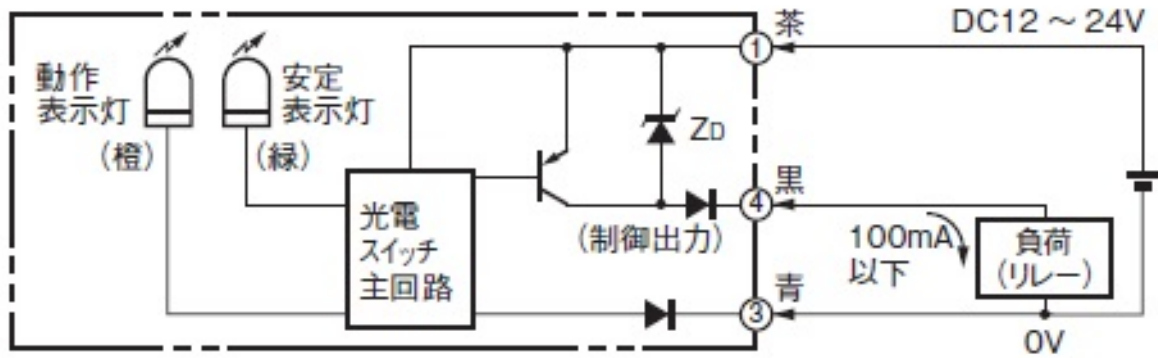 動作
表示灯
(橙)
安定
表示灯
(緑)
光電
スイッチ
主回路
ZD
(制御出力)
1
茶
DC12 ~ 24V
4
黒
100mA
以下
負荷
(リレー)
3
青
0V